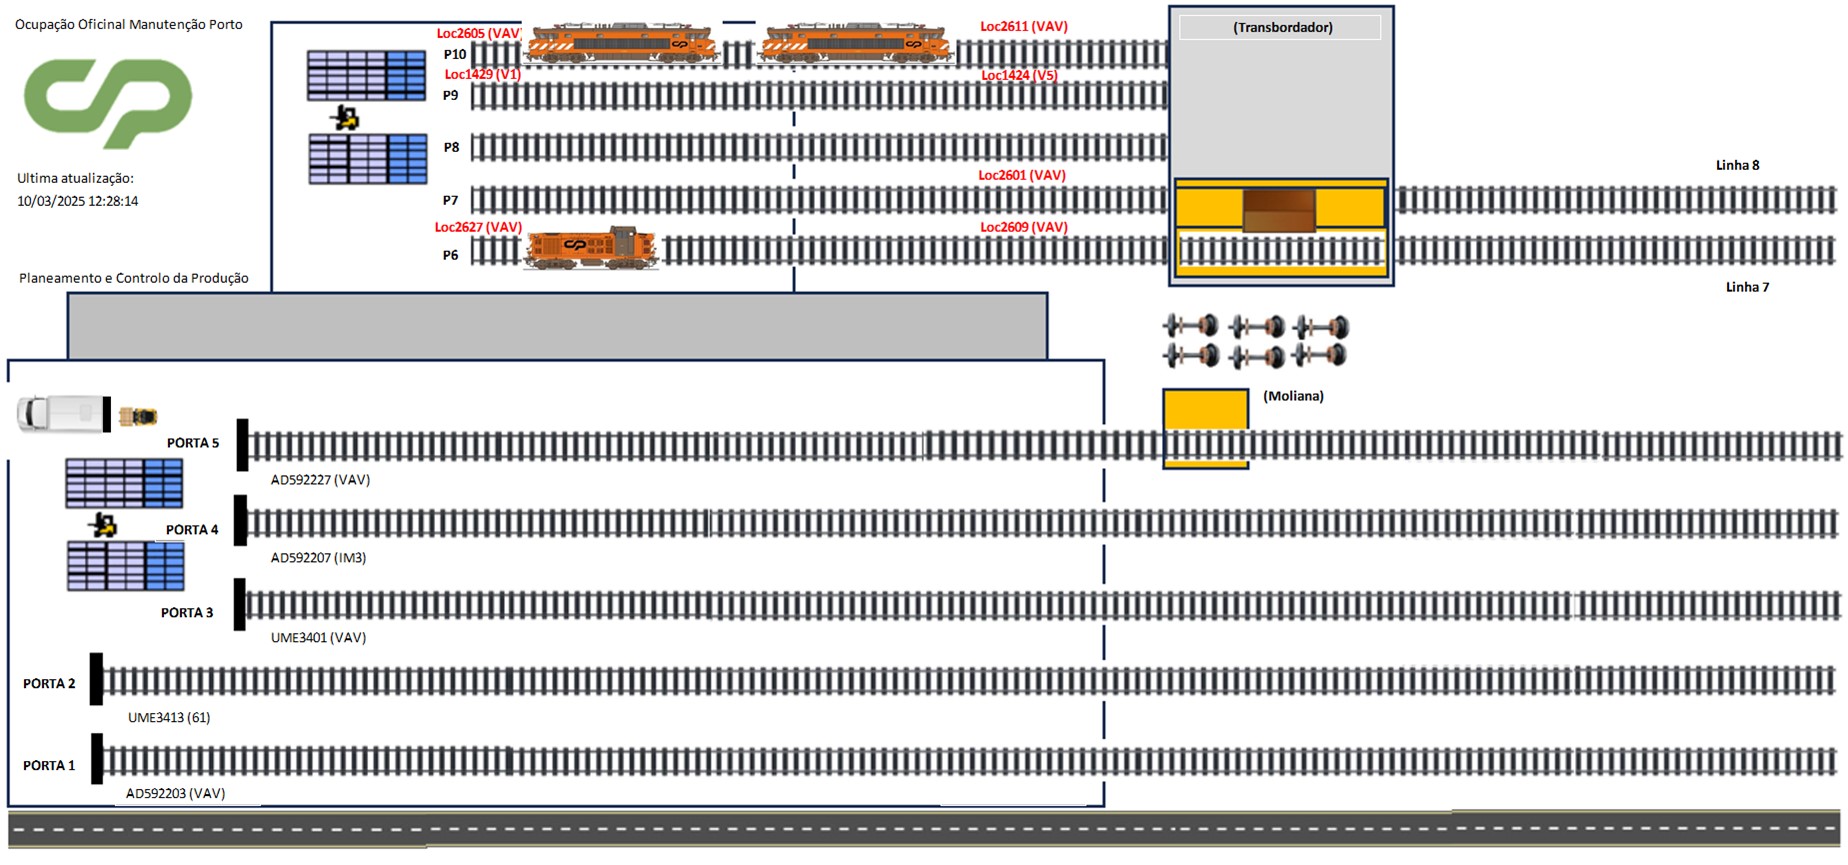 Ocupação Oficinal Manutenção Porto
cp
Ultima atualização:
10/03/2025 12:28:14
Planeamento e Controlo da Produção
Loc2605 (VAV)
Loc2611 (VAV)
P10
Loc1429 (V1)
Loc1424 (V5)
P9
P8
Loc2601 (VAV)
P7
Loc2627 (VAV)
Loc2609 (VAV)
P6
(Transbordador)
Linha 8
Linha 7
(Moliana)
PORTA 5
AD592227 (VAV)
PORTA 4
AD592207 (IM3)
PORTA 3
UME3401 (VAV)
PORTA 2
UME3413 (61)
PORTA 1
AD592203 (VAV)